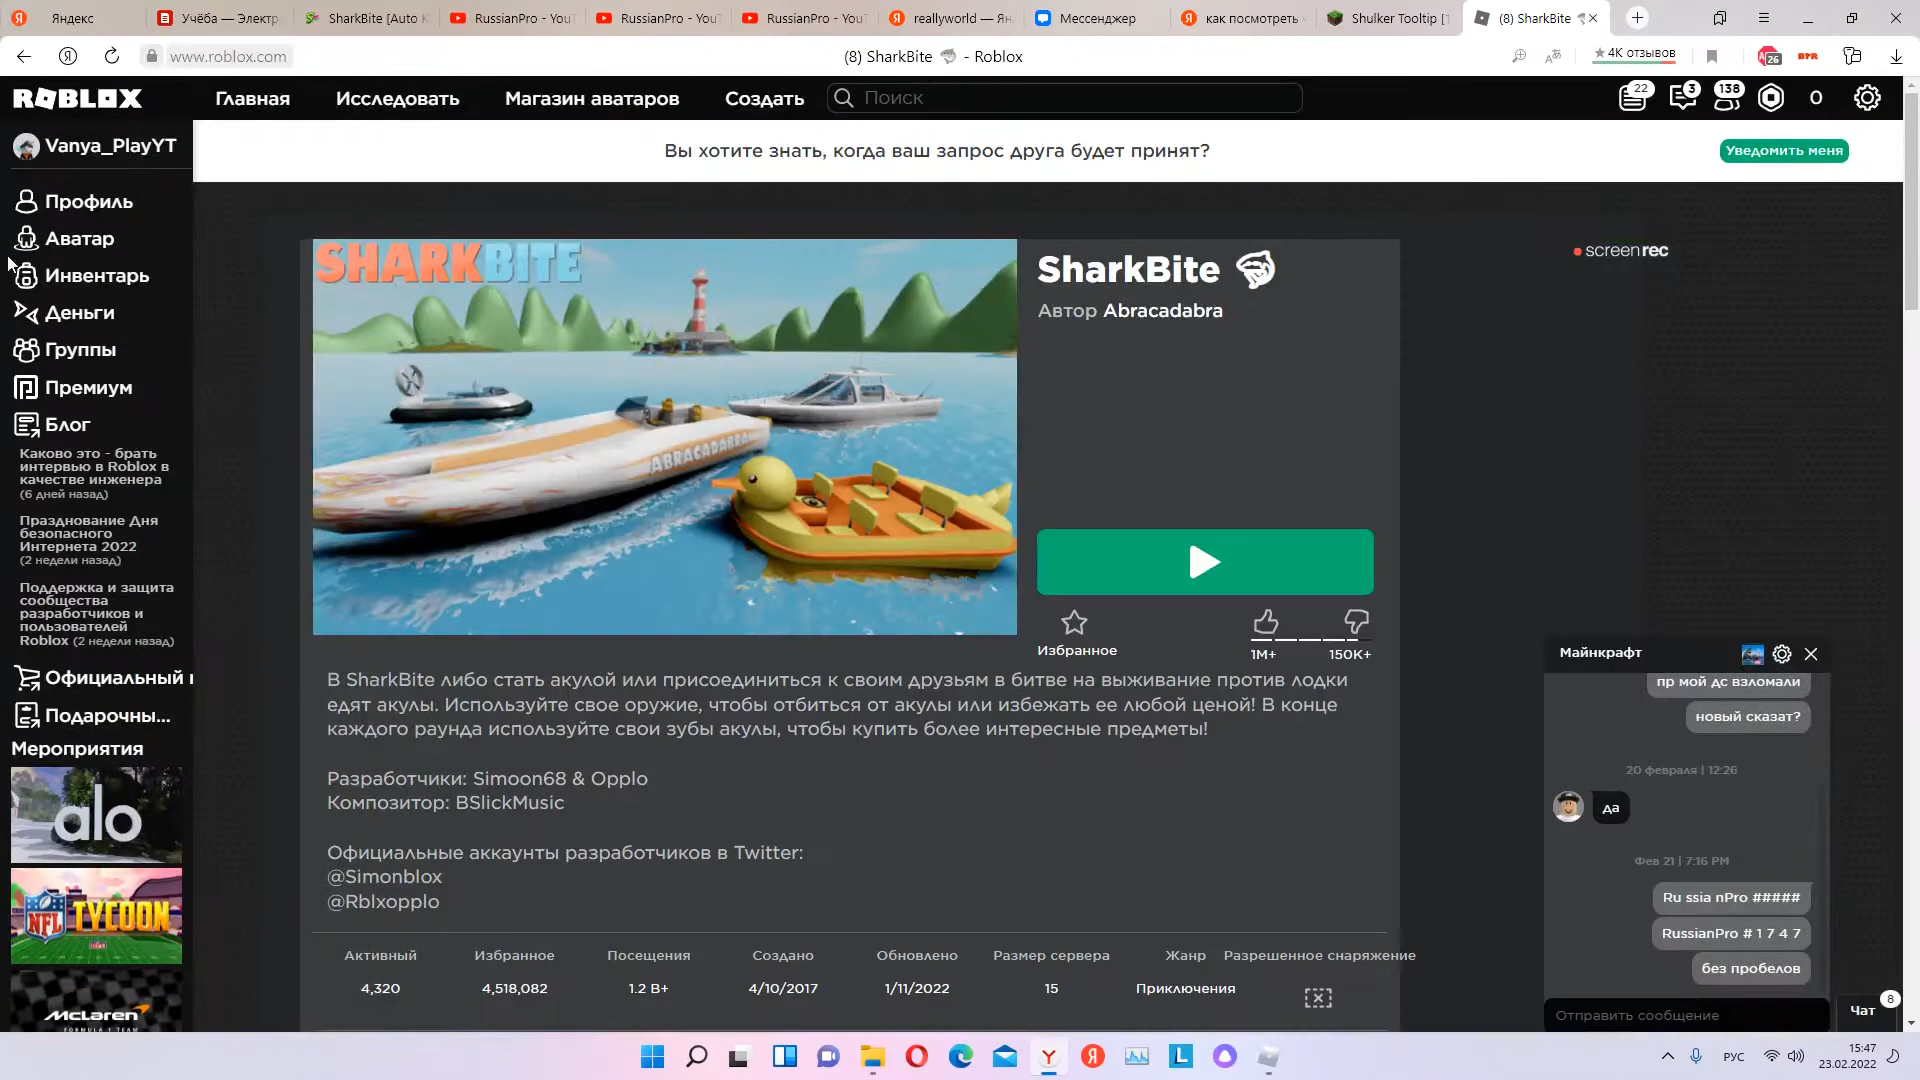 Яндекс
Учёба — Электр
SharkBite [Auto K
RussianPro - YouT
RussianPro - YouT
RussianPro - YouT
reallyworld — Ян
Мессенджер
как посмотреть
Shulker Tooltip [1
(8) SharkBite
www.roblox.com
(8) SharkBite - Roblox
4K отзывов
26
ROBLOX
Главная
Исследовать
Магазин аватаров
Создать
Поиск
22
3
138
0
Vanya_PlayYT
Вы хотите знать, когда ваш запрос друга будет принят?
Уведомить меня
Профиль
Аватар
Инвентарь
Деньги
Группы
Премиум
Блог
Каково это - брать
интервью в Roblox в
качестве инженера
(6 дней назад)
Празднование Дня
безопасного
Интернета 2022
(2 недели назад)
Поддержка и защита
сообщества
разработчиков и
пользователей
Roblox (2 недели назад)
Официальный
Подарочны...
Мероприятия
alo
NFL TYCOON
McLaren
FORMULA 1 TEAM
SHARKBITE
ABRACADABRA
SharkBite
Автор Abracadabra
screenrec
Избранное
1M+
150K+
В SharkBite либо стать акулой или присоединиться к своим друзьям в битве на выживание против лодки
едят акулы. Используйте свое оружие, чтобы отбиться от акулы или избежать ее любой ценой! В конце
каждого раунда используйте свои зубы акулы, чтобы купить более интересные предметы!
Разработчики: Simoon68 & Opplo
Композитор: BSlickMusic
Официальные аккаунты разработчиков в Twitter:
@Simonblox
@Rblxopplo
Активный
Избранное
Посещения
Создано
Обновлено
Размер сервера
Жанр
Разрешенное снаряжение
4,320
4,518,082
1.2 B+
4/10/2017
1/11/2022
15
Приключения
Майнкрафт
пр мой дс взломали
новый сказат?
20 февраля | 12:26
да
Фев 21 | 7:16 PM
Ru ssia nPro #####
RussianPro # 1 7 4 7
без пробелов
Отправить сообщение
Чат
8
РУС
15:47
23.02.2022